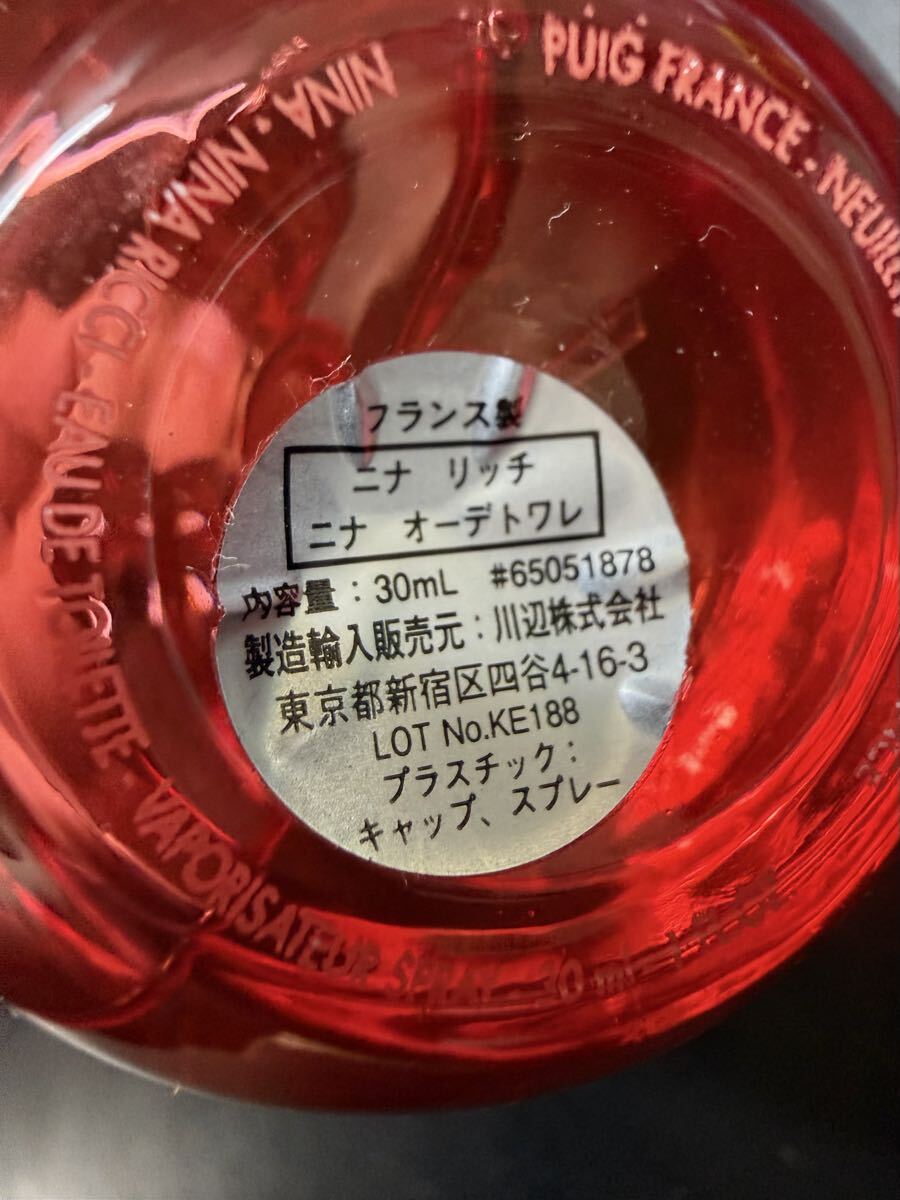 NINA - NINA RICCI - EAU DE TOILETTE - VAPORISATEUR SPRAY - 30 ml
PUIG FRANCE - NEUILLY
フランス製
ニナ リッチ
ニナ オーデトワレ
内容量:30mL #65051878
製造輸入販売元:川辺株式会社
東京都新宿区四谷4-16-3
LOT No.KE188
プラスチック:
キャップ、スプレー